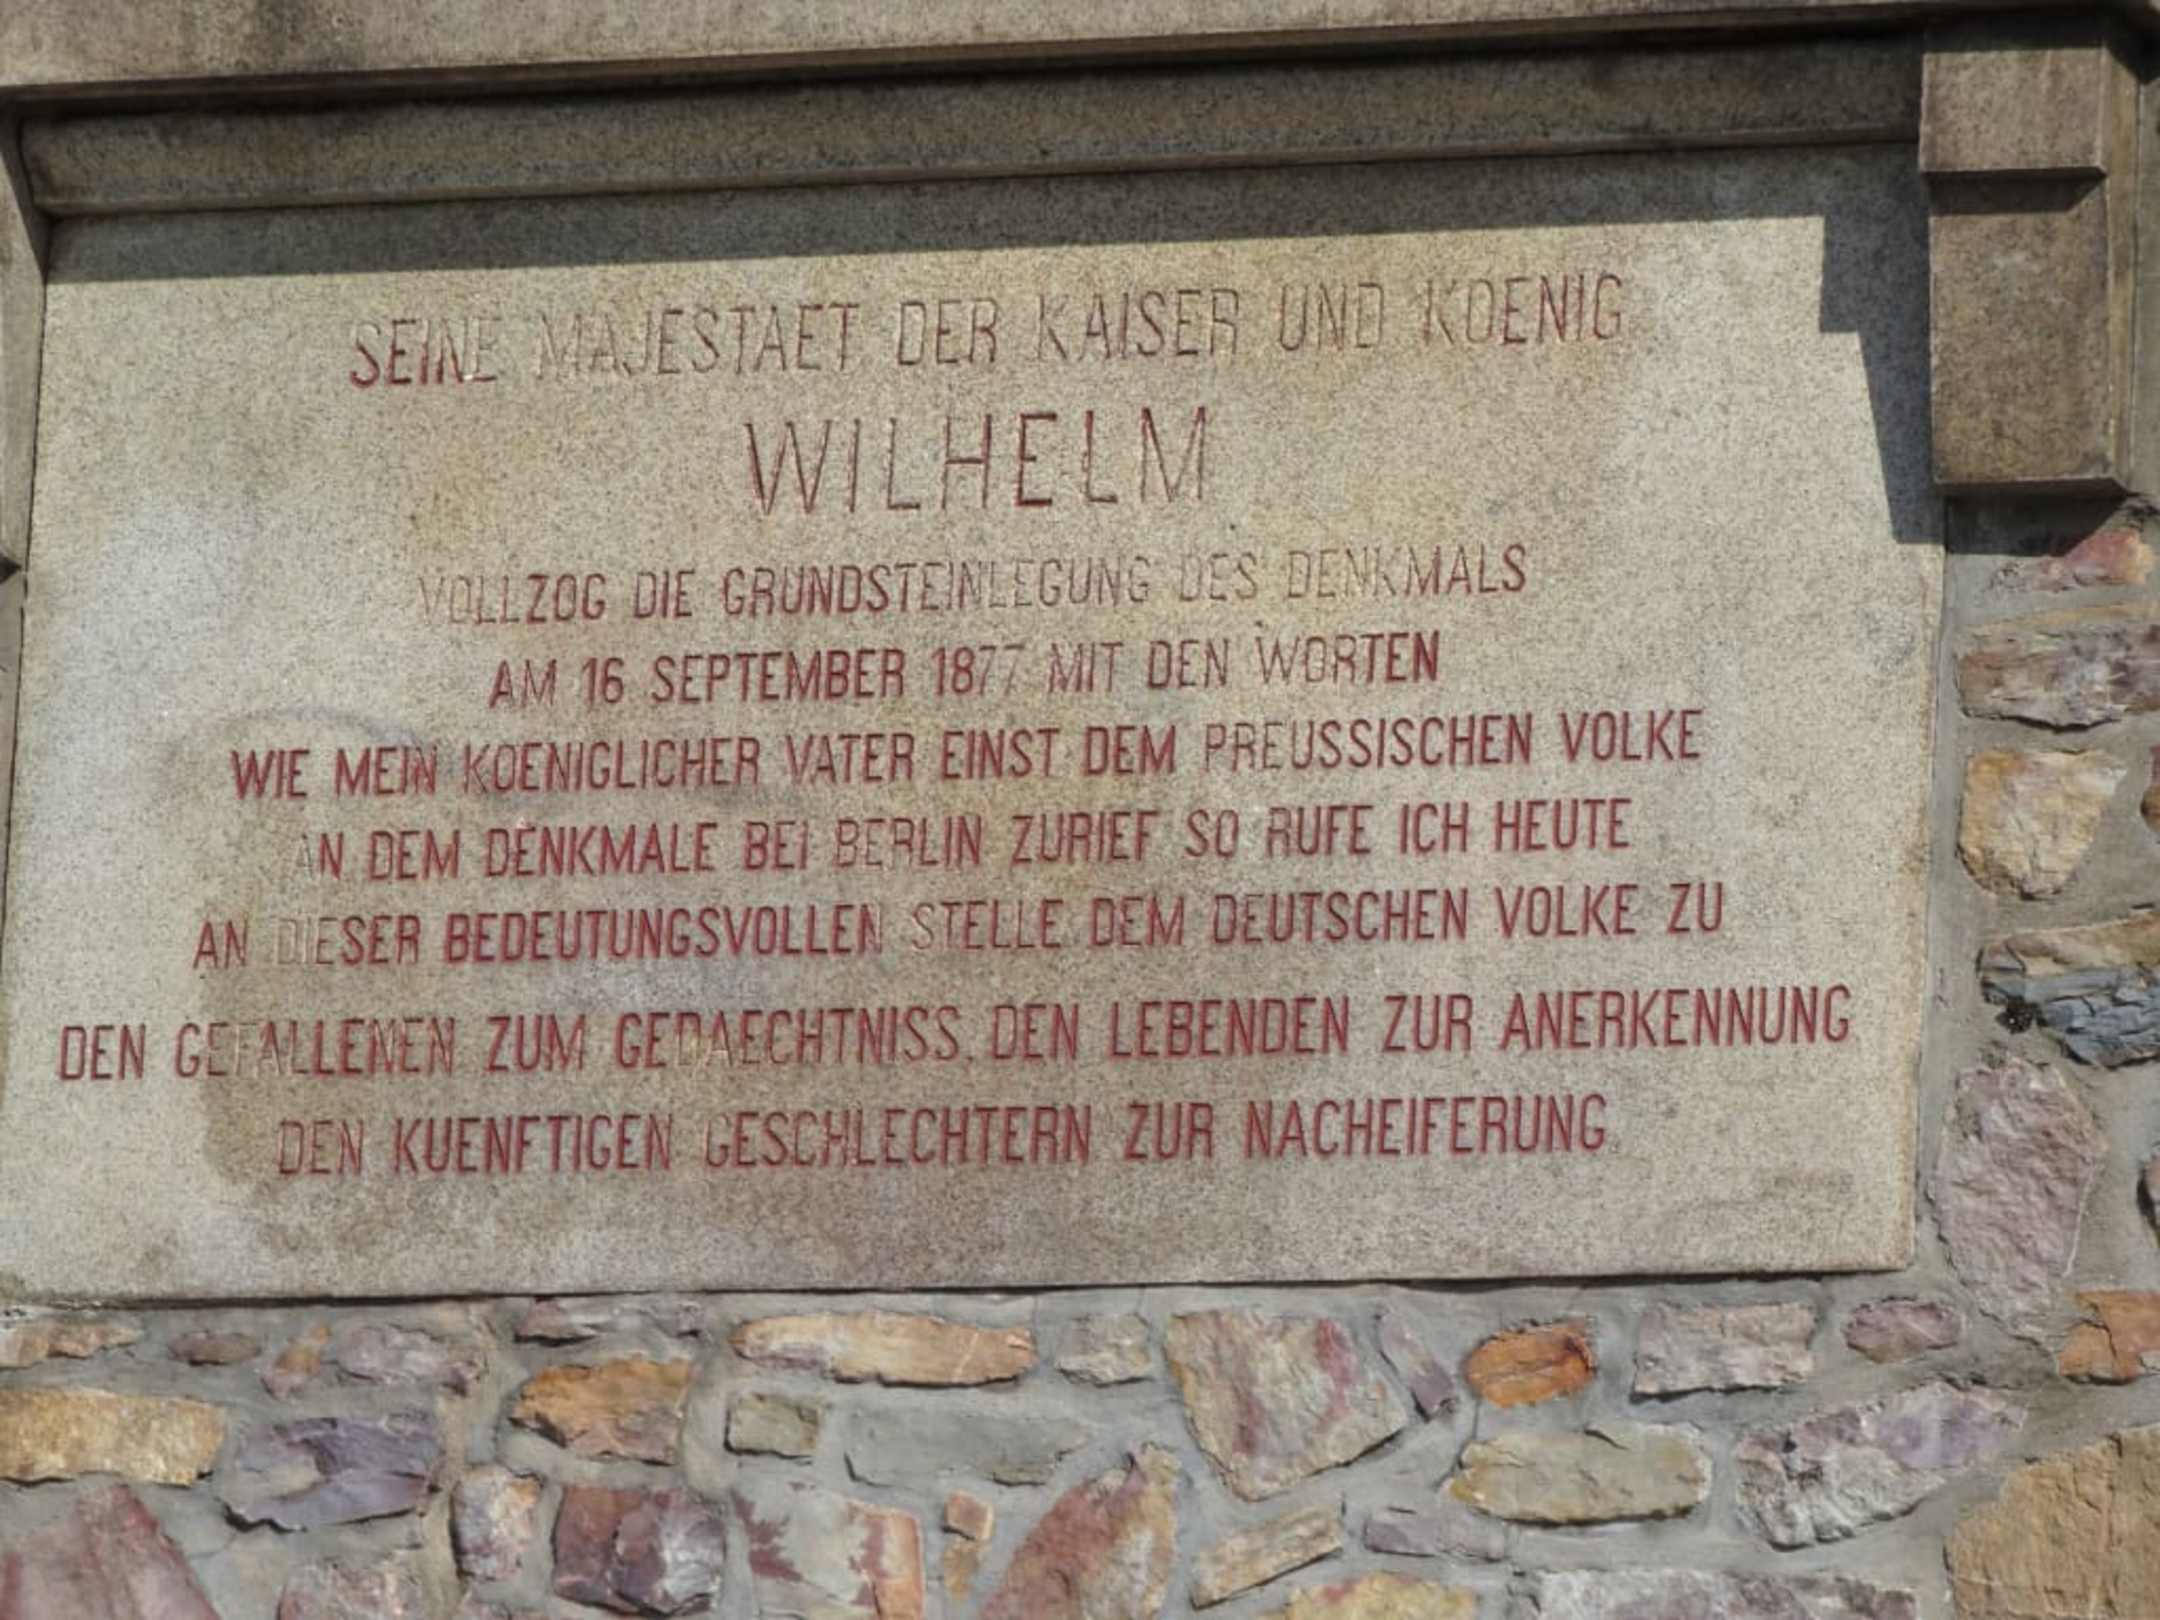 SEINE MAJESTAET DER KAISER UND KOENIG
WILHELM
VOLLZOG DIE GRUNDSTEINLEGUNG DES DENKMALS
AM 16 SEPTEMBER 1877 MIT DEN WORTEN
WIE MEIN KOENIGLICHER VATER EINST DEM PREUSSISCHEN VOLKE
AN DEM DENKMALE BEI BERLIN ZURIEF SO RUFE ICH HEUTE
AN DIESER BEDEUTUNGSVOLLEN STELLE DEM DEUTSCHEN VOLKE ZU
DEN GEFALLENEN ZUM GEDAECHTNISS. DEN LEBENDEN ZUR ANERKENNUNG
DEN KUENFTIGEN GESCHLECHTERN ZUR NACHEIFERUNG